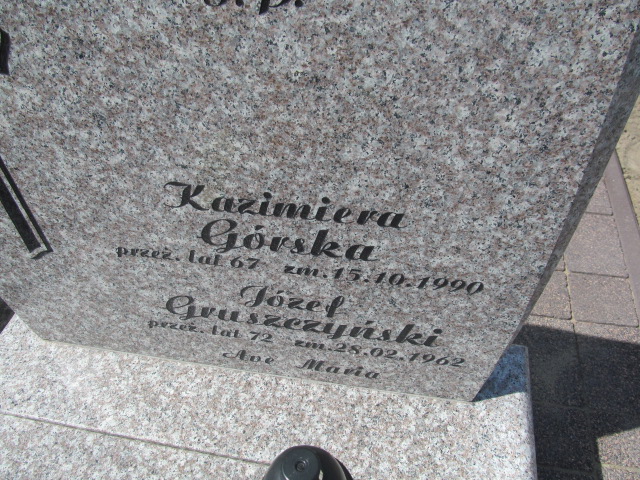 Ś.P.
Kazimiera
Górska
przeż. lat 67 zm. 15.10.1990
Józef
Gruszczyński
przeż. lat 72 zm. 28.02.1962
Ave Maria